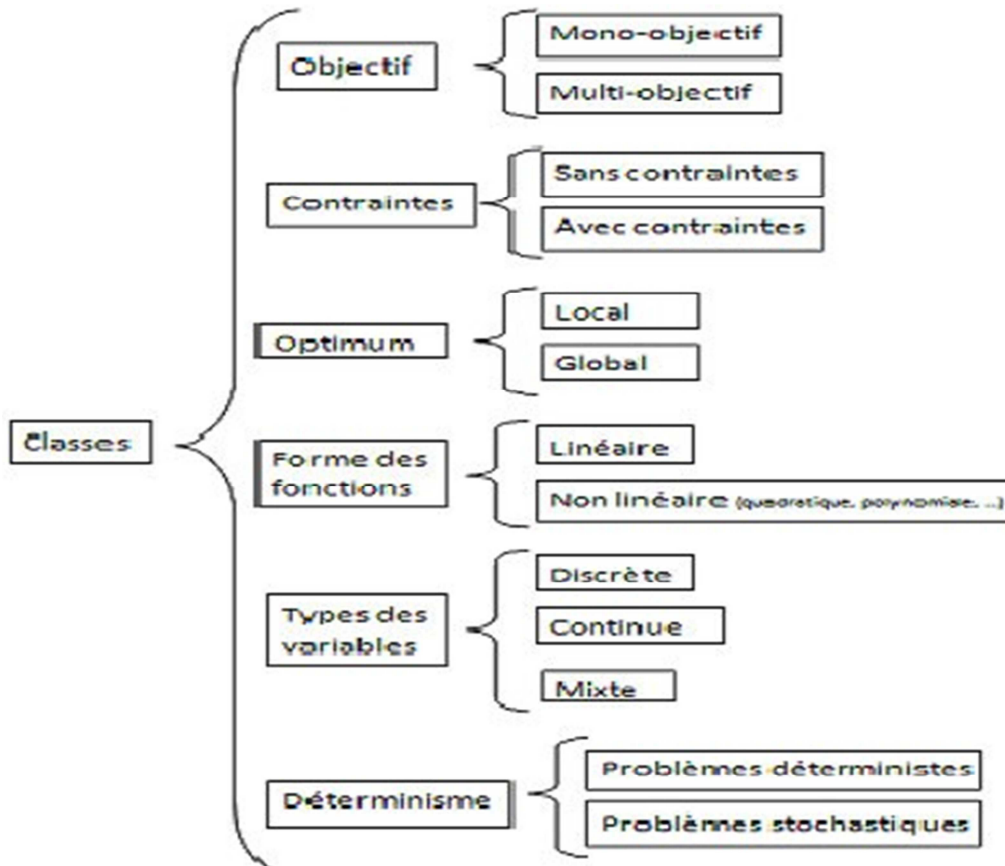 Classes
Objectif
Mono-objectif
Multi-objectif
Contraintes
Sans contraintes
Avec contraintes
Optimum
Local
Global
Forme des
fonctions
Linéaire
Non linéaire (quadratique, polynomiale, ...)
Types des
variables
Discrète
Continue
Mixte
Déterminisme
Problèmes déterministes
Problèmes stochastiques